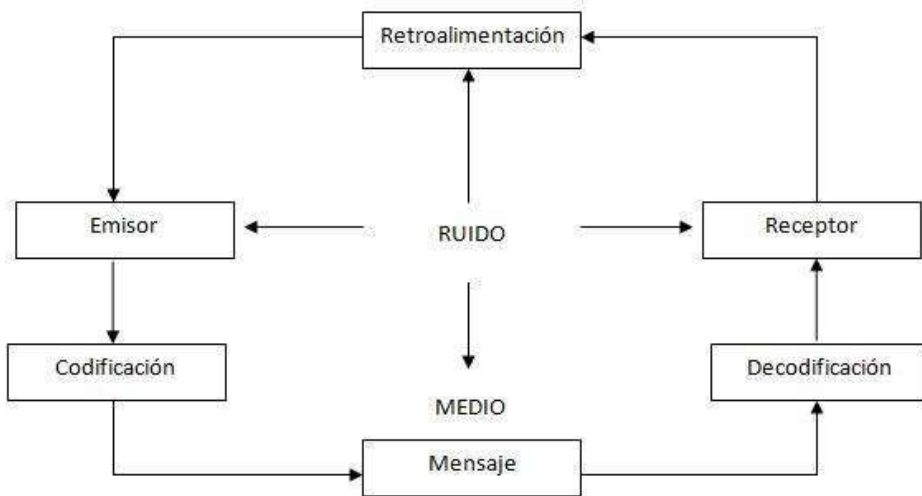 Retroalimentación
Emisor
RUIDO
Receptor
Codificación
Decodificación
MEDIO
Mensaje